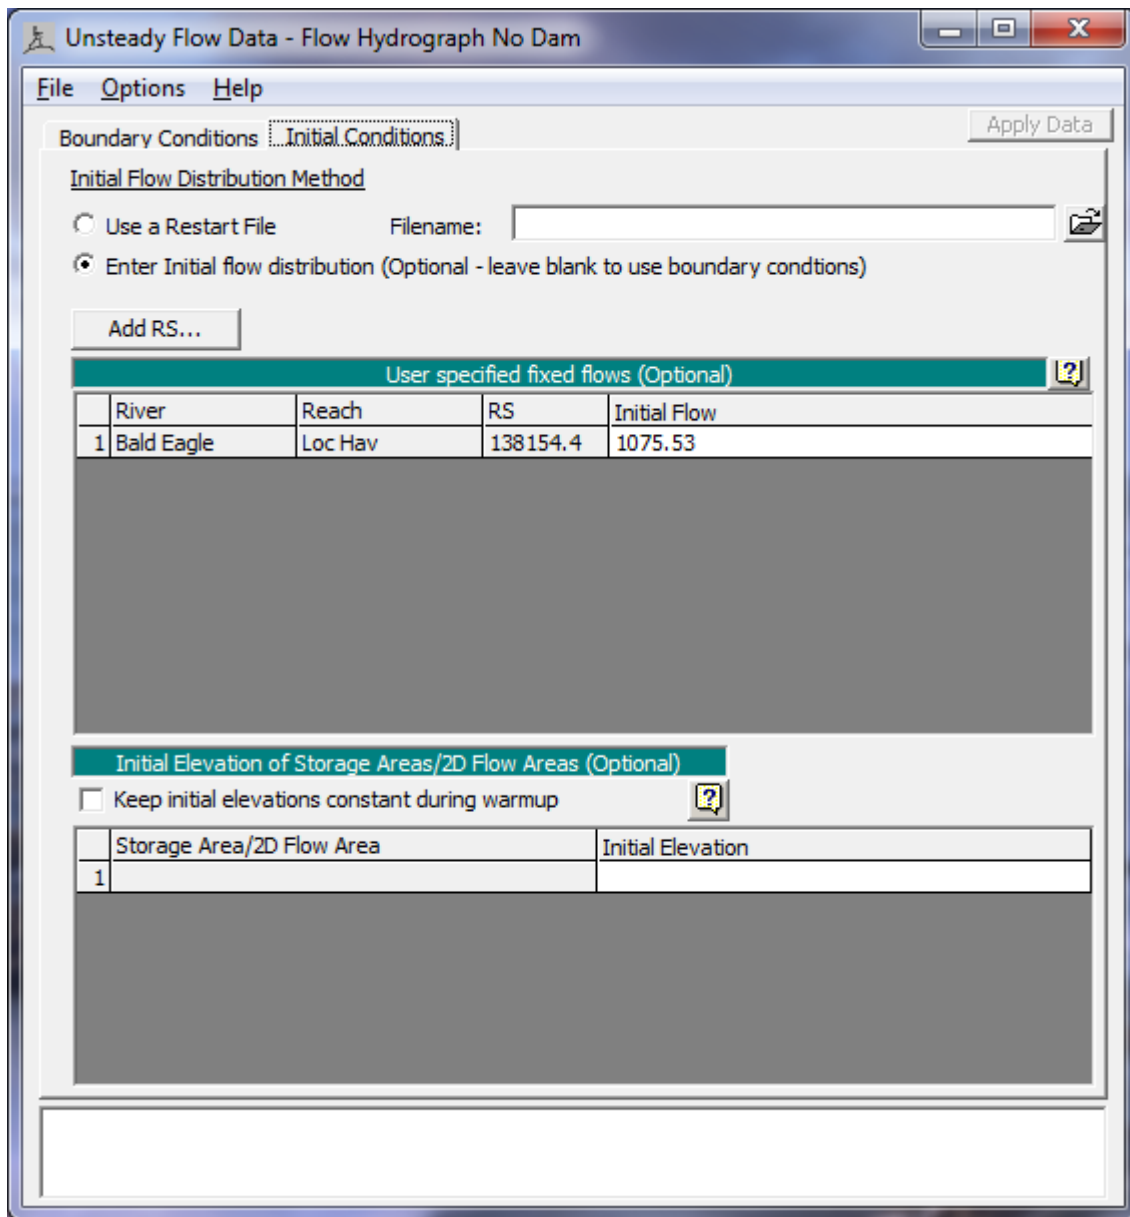 Unsteady Flow Data - Flow Hydrograph No Dam
File Options Help
Boundary Conditions Initial Conditions Apply Data
Initial Flow Distribution Method
Use a Restart File Filename:
Enter Initial flow distribution (Optional - leave blank to use boundary condtions)
Add RS...
User specified fixed flows (Optional)
River Reach RS Initial Flow
1 Bald Eagle Loc Hav 138154.4 1075.53
Initial Elevation of Storage Areas/2D Flow Areas (Optional)
Keep initial elevations constant during warmup
Storage Area/2D Flow Area Initial Elevation
1